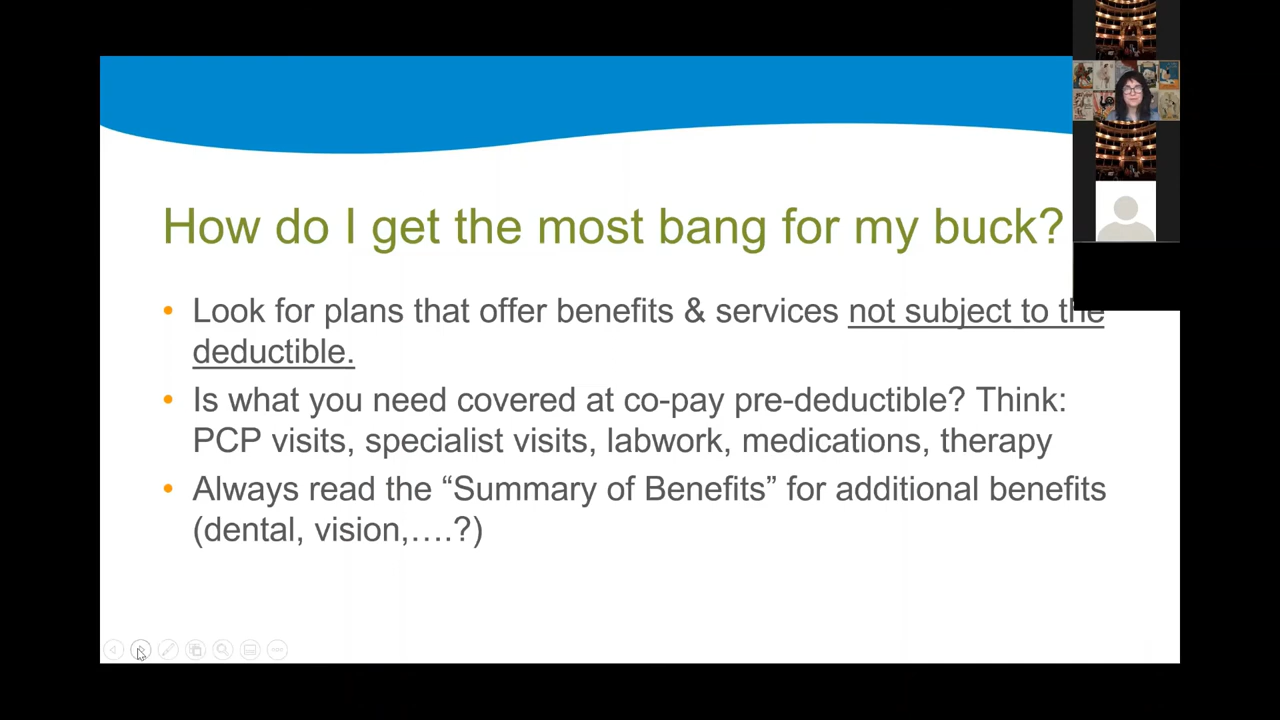 How do I get the most bang for my buck?
• Look for plans that offer benefits & services not subject to the
deductible.
• Is what you need covered at co-pay pre-deductible? Think:
PCP visits, specialist visits, labwork, medications, therapy
• Always read the “Summary of Benefits” for additional benefits
(dental, vision,….?)